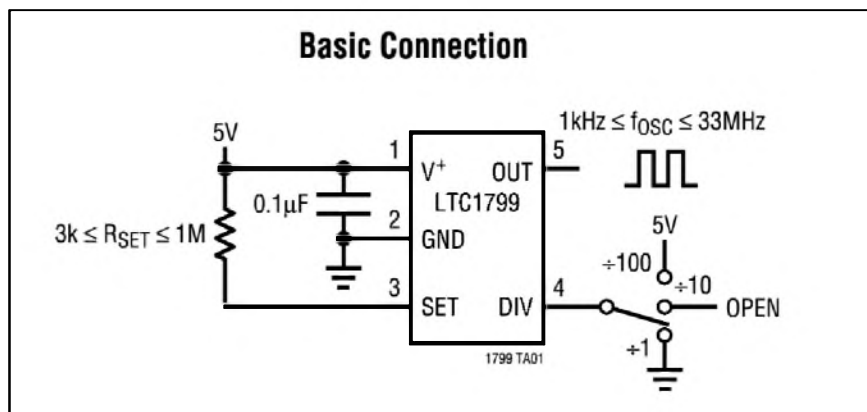 Basic Connection
5V
1kHz ≤ fOSC ≤ 33MHz
1
V+
OUT
5
LTC1799
0.1µF
2
GND
3k ≤ RSET ≤ 1M
5V
÷100
÷10
3
SET
DIV
4
OPEN
÷1
1799 TA01